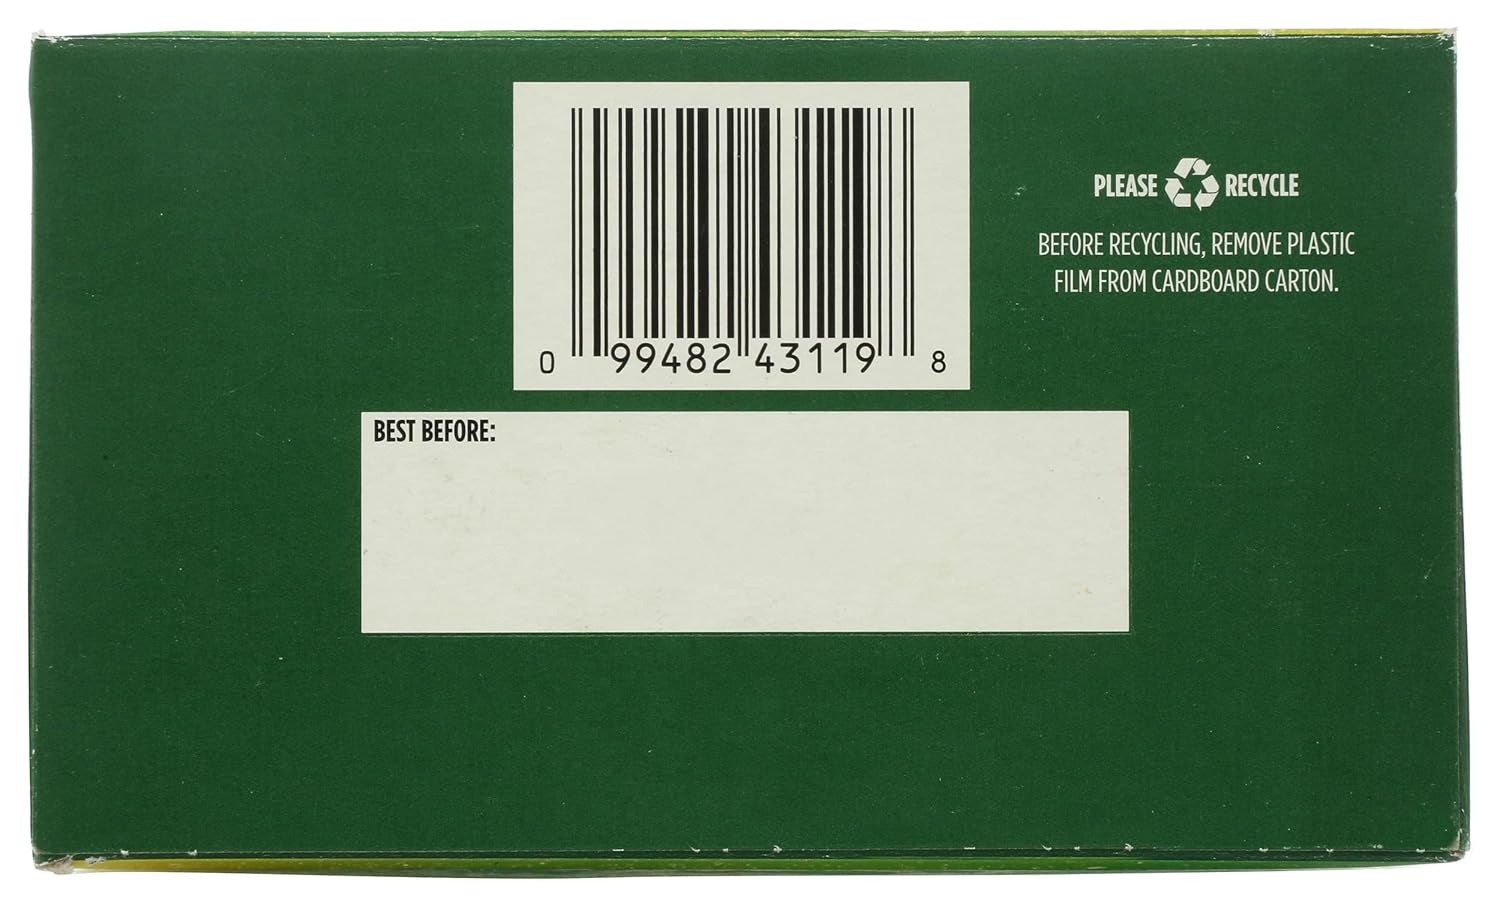 0 99482 43119 8
PLEASE RECYCLE
BEFORE RECYCLING, REMOVE PLASTIC
FILM FROM CARDBOARD CARTON.
BEST BEFORE: